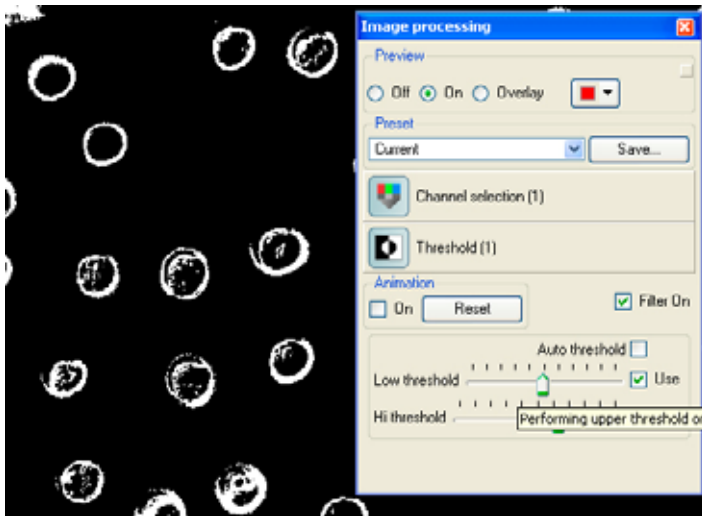 Image processing
Preview
Off On Overlay
Preset
Current Save...
Channel selection (1)
Threshold (1)
Animation
On Reset Filter On
Auto threshold
Low threshold Use
Hi threshold Performing upper threshold